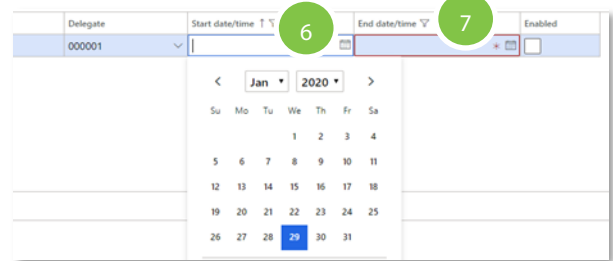 Delegate Start date/time 6 End date/time 7 Enabled
000001 *
Jan 2020
Su Mo Tu We Th Fr Sa
1 2 3 4
5 6 7 8 9 10 11
12 13 14 15 16 17 18
19 20 21 22 23 24 25
26 27 28 29 30 31